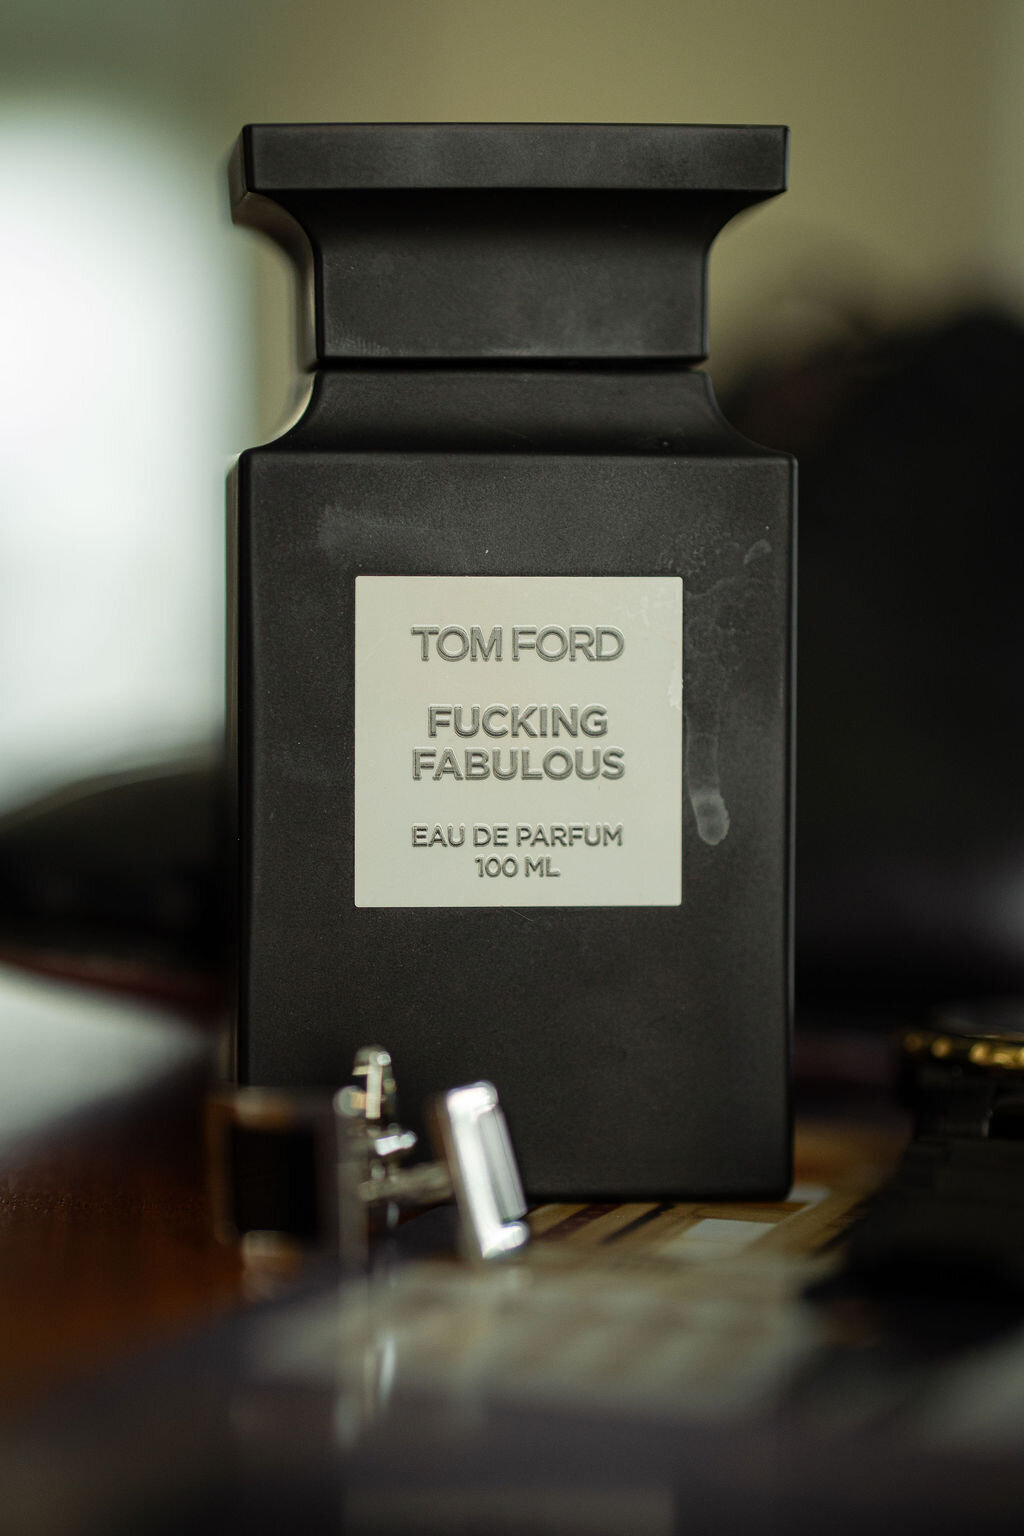 TOM FORD
FUCKING
FABULOUS
EAU DE PARFUM
100 ML